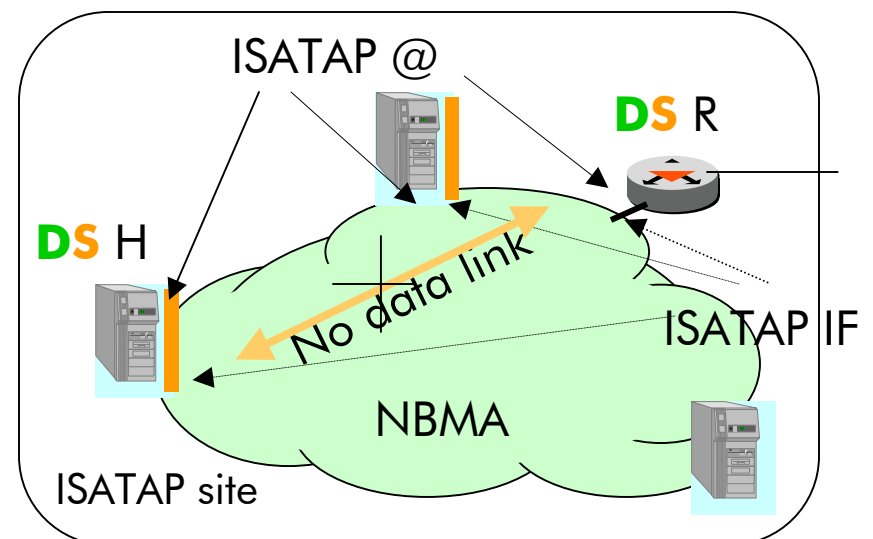 ISATAP @
DS R
DS H
No data link
ISATAP IF
NBMA
ISATAP site